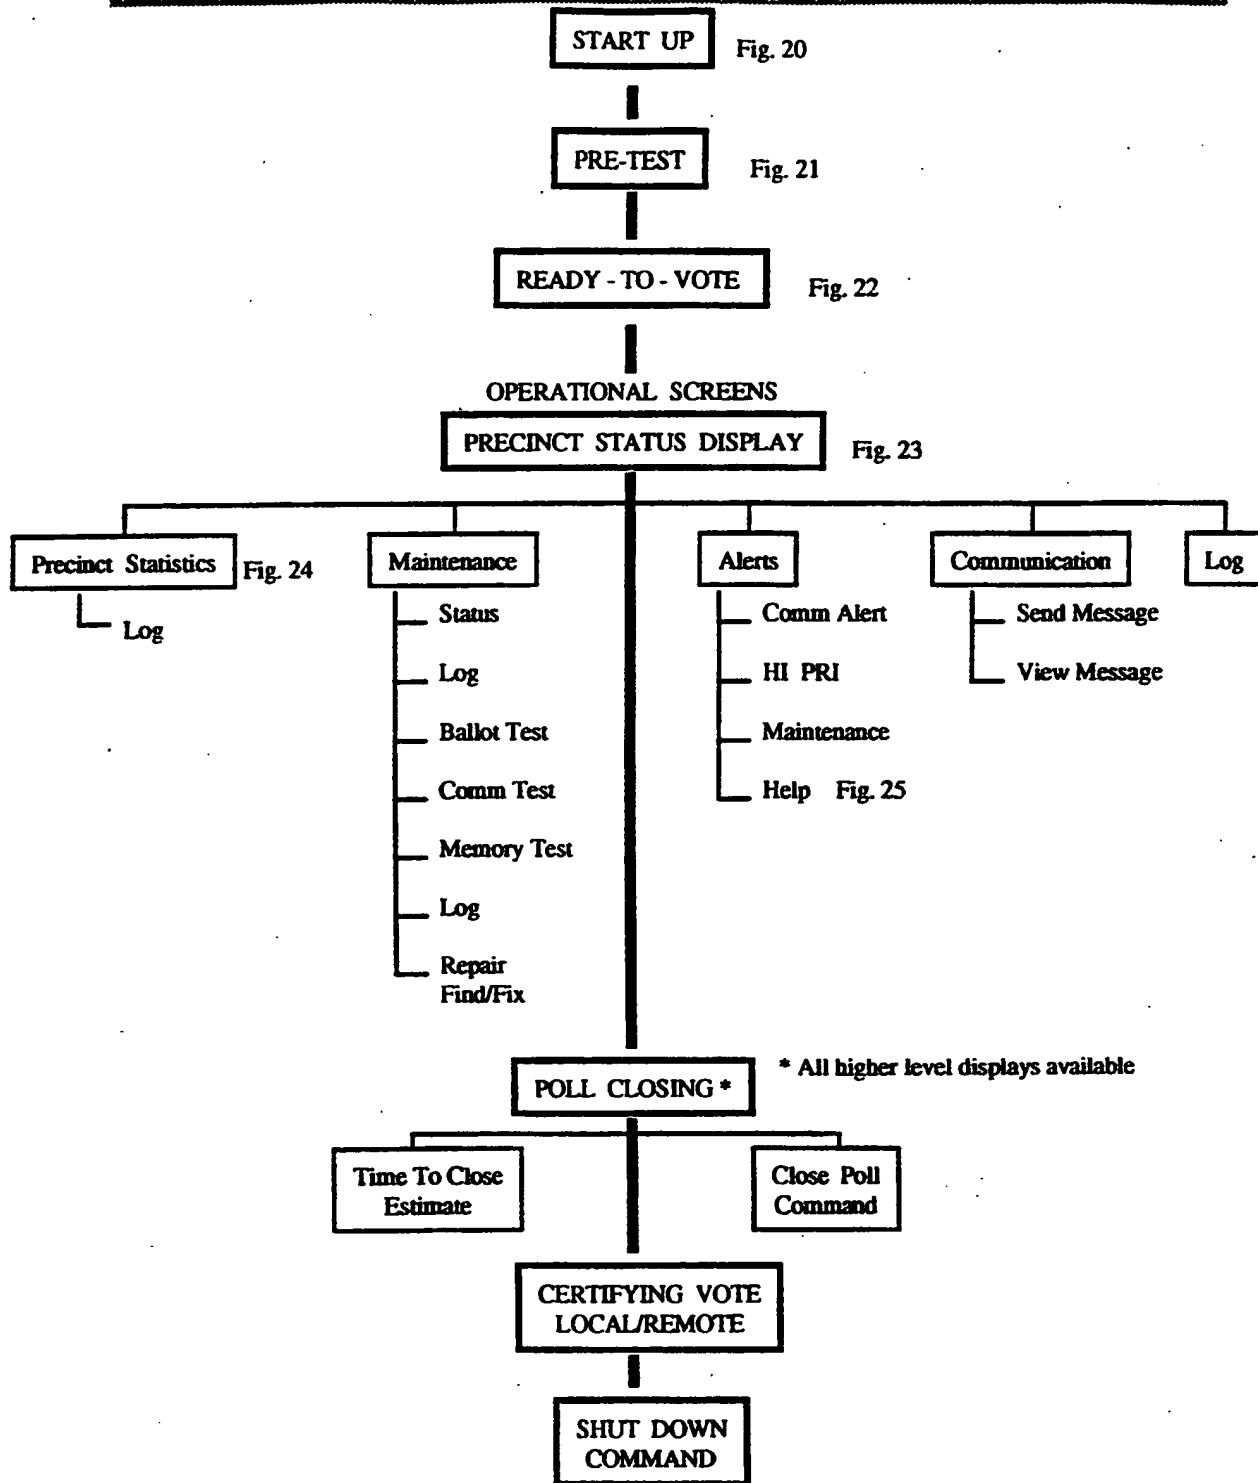 START UP Fig. 20
PRE-TEST Fig. 21
READY - TO - VOTE Fig. 22
OPERATIONAL SCREENS
PRECINCT STATUS DISPLAY Fig. 23
Precinct Statistics Fig. 24
Log
Maintenance
Status
Log
Ballot Test
Comm Test
Memory Test
Log
Repair
Find/Fix
Alerts
Comm Alert
HI PRI
Maintenance
Help Fig. 25
Communication
Send Message
View Message
Log
POLL CLOSING *
* All higher level displays available
Time To Close
Estimate
Close Poll
Command
CERTIFYING VOTE
LOCAL/REMOTE
SHUT DOWN
COMMAND